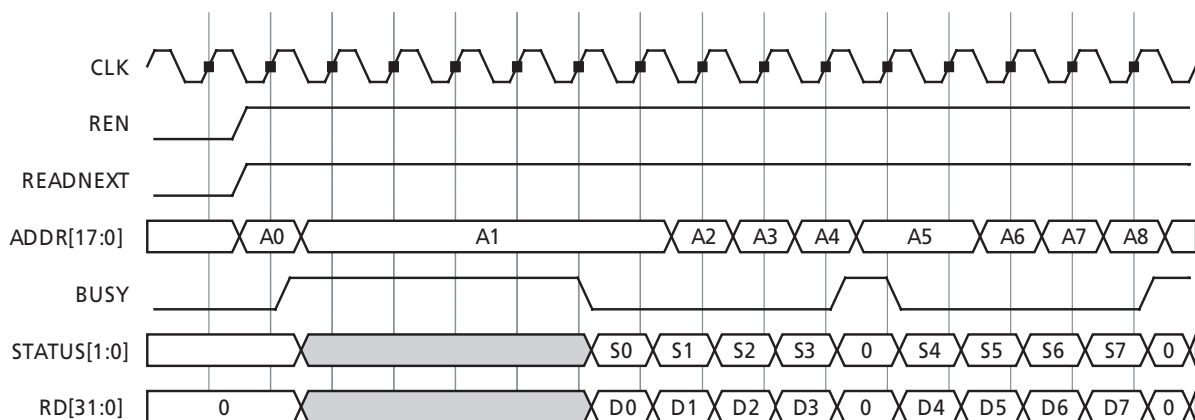 CLK
REN
READNEXT
ADDR[17:0] A0 A1 A2 A3 A4 A5 A6 A7 A8
BUSY
STATUS[1:0] S0 S1 S2 S3 0 S4 S5 S6 S7 0
RD[31:0] 0 D0 D1 D2 D3 0 D4 D5 D6 D7 0